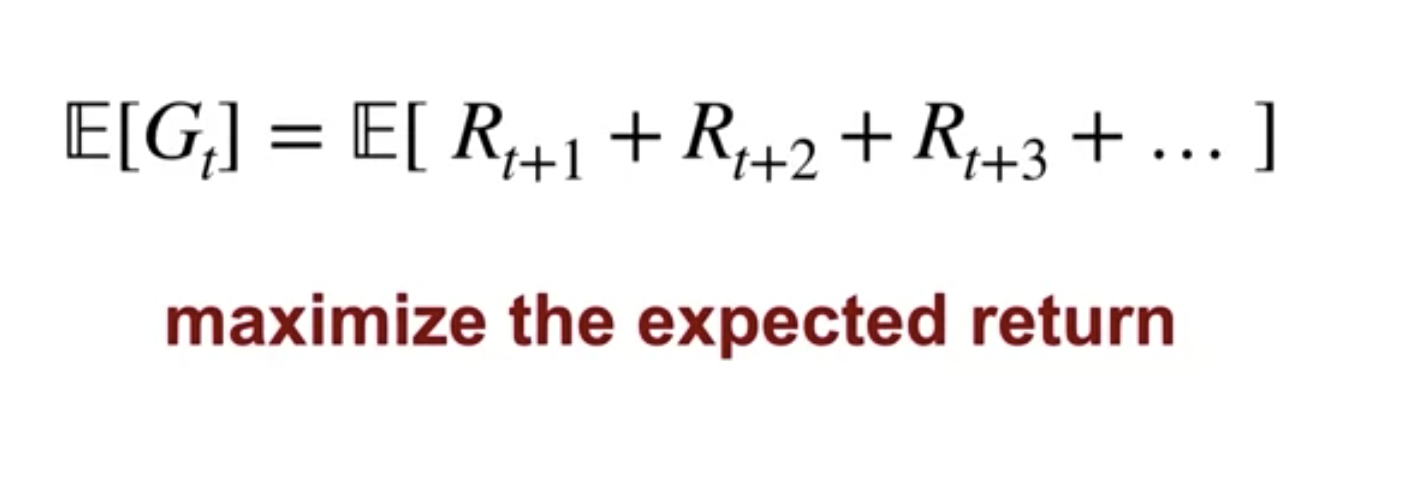 𝔼[G_t] = 𝔼[ R_{t+1} + R_{t+2} + R_{t+3} + … ]
maximize the expected return